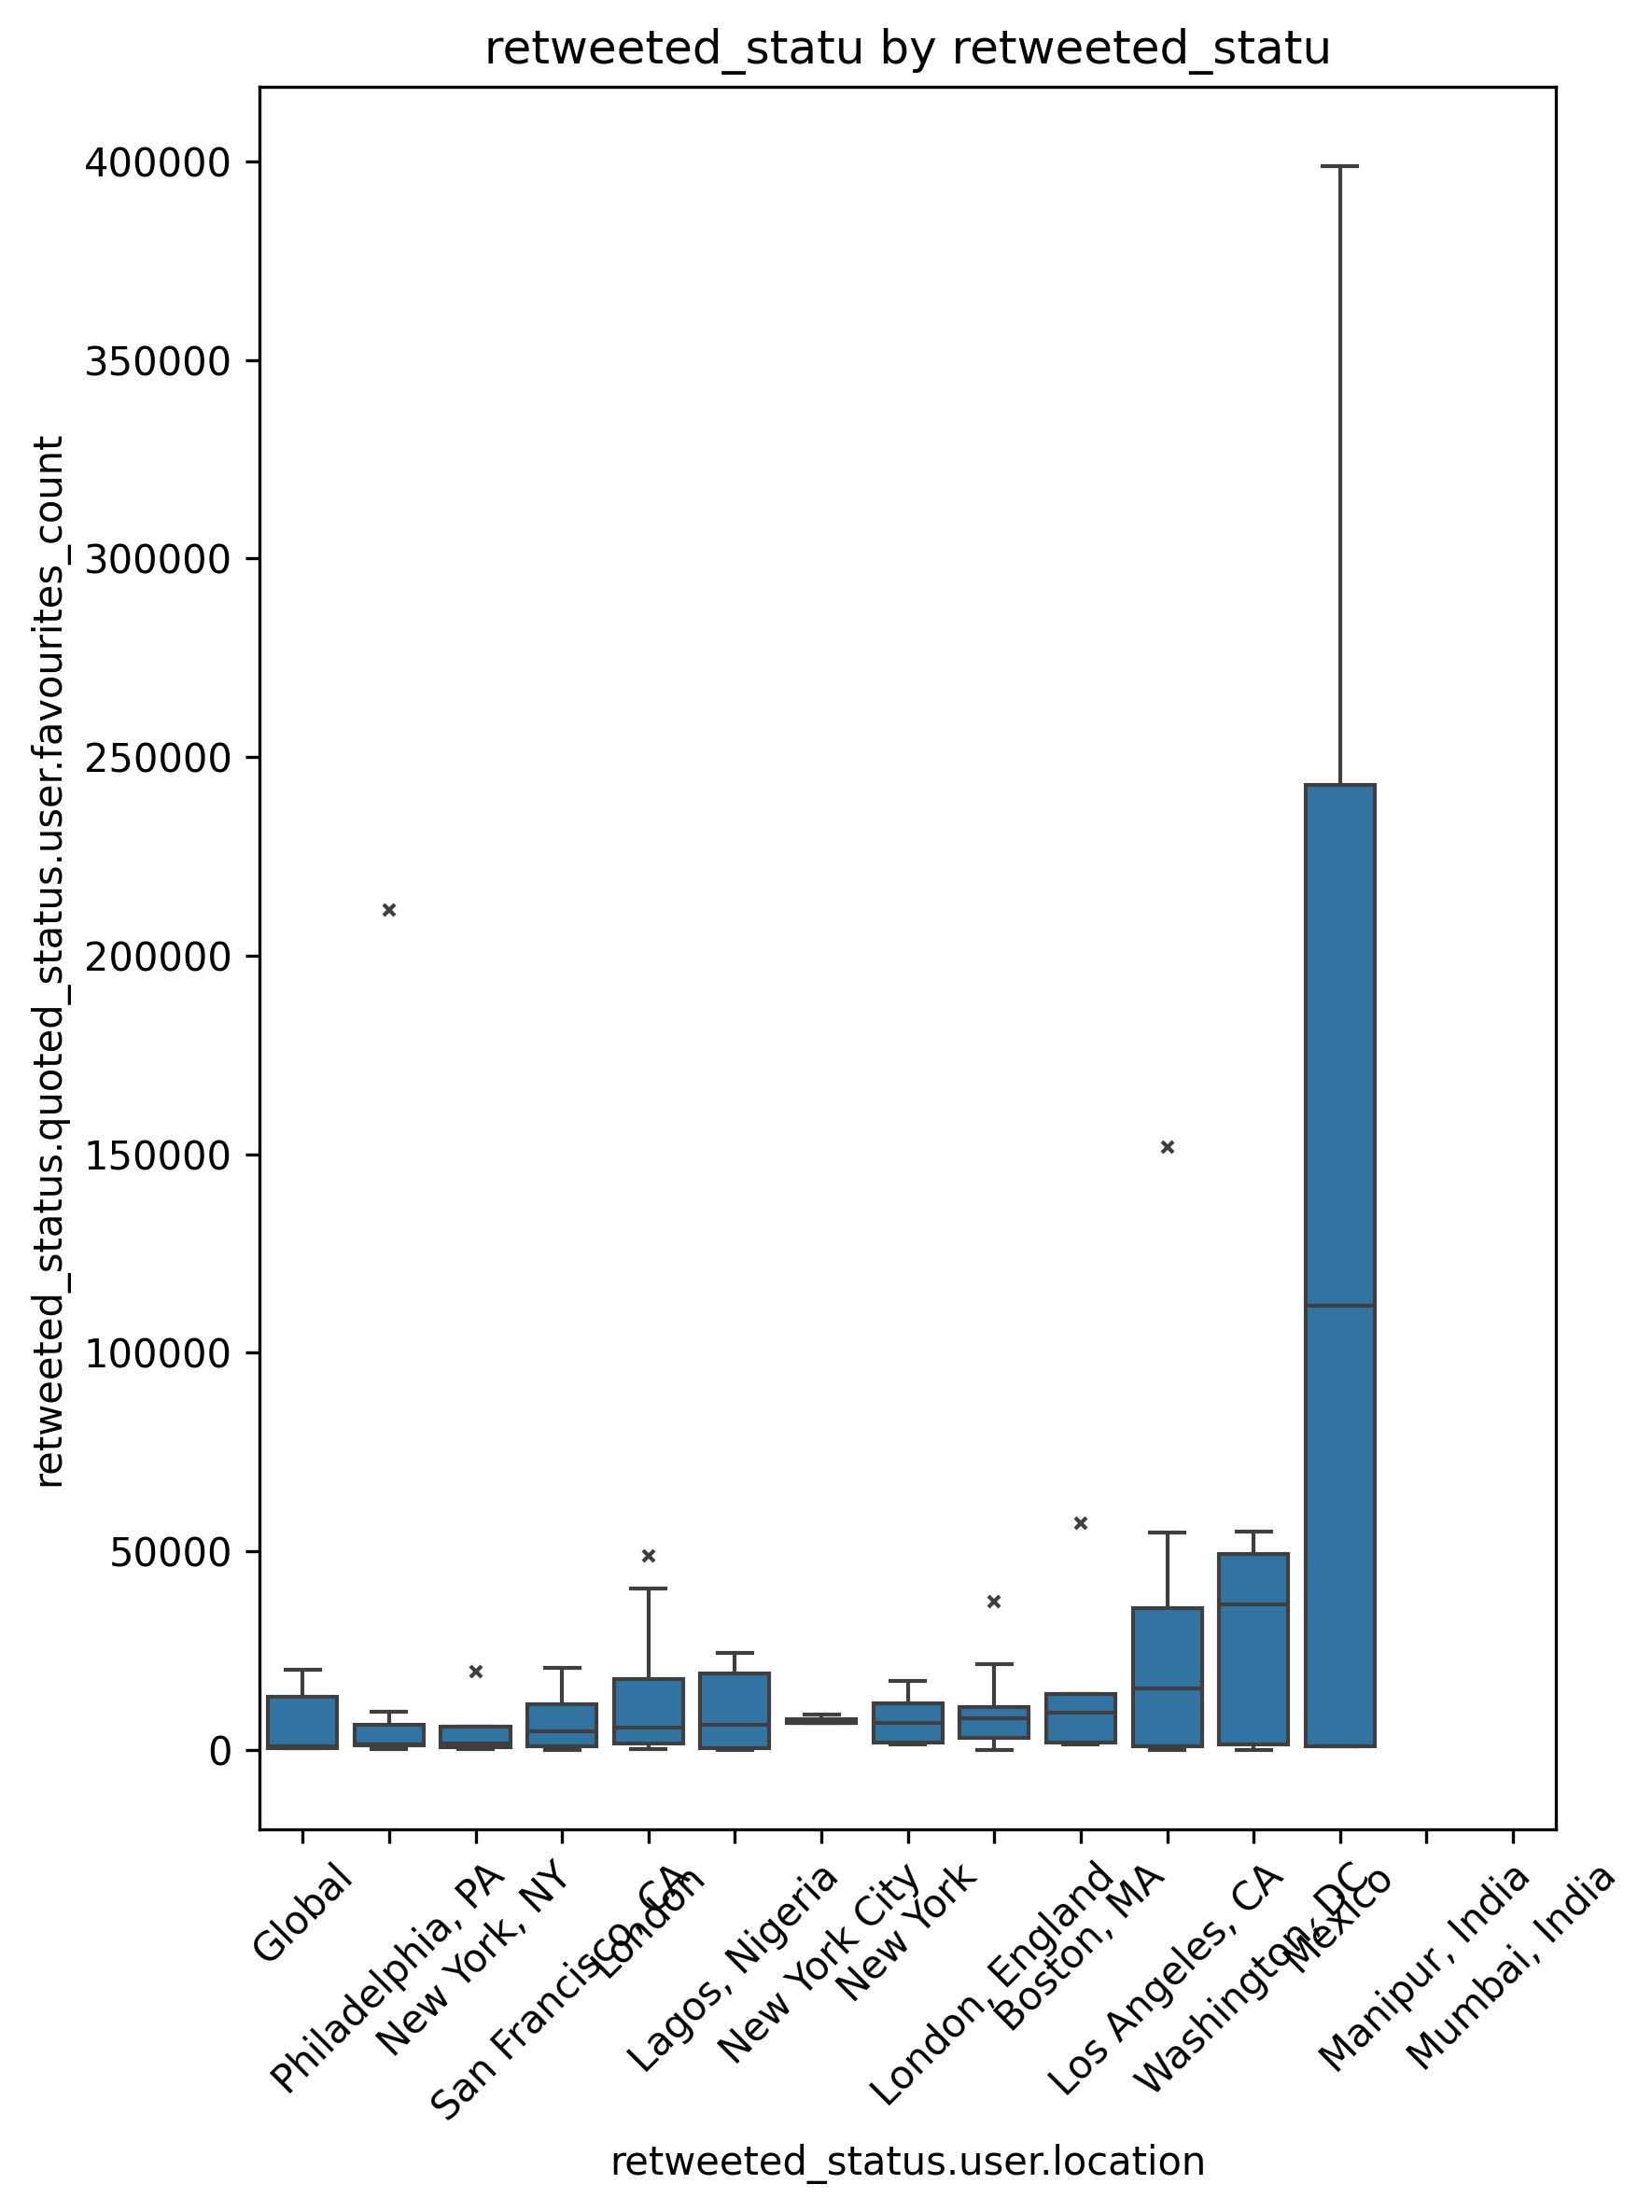 retweeted_statu by retweeted_statu
retweeted_status.quoted_status.user.favourites_count
400000
350000
300000
250000
200000
150000
100000
50000
0
Global
Philadelphia, PA
New York, NY
San Francisco, CA
London
Lagos, Nigeria
New York City
New York
London, England
Boston, MA
Los Angeles, CA
Washington, DC
México
Manipur, India
Mumbai, India
retweeted_status.user.location